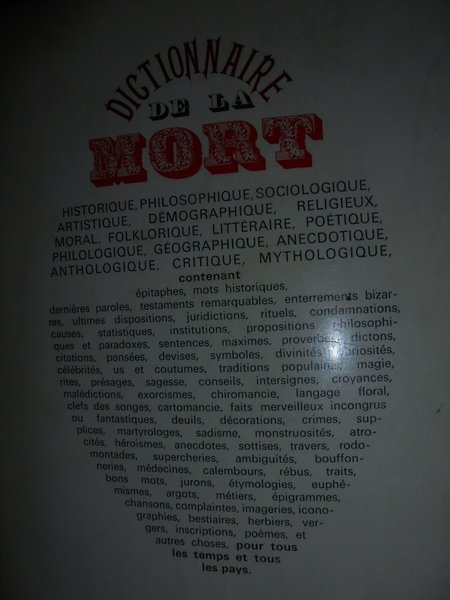 DICTIONNAIRE
DE LA
MORT
HISTORIQUE, PHILOSOPHIQUE, SOCIOLOGIQUE,
ARTISTIQUE, DÉMOGRAPHIQUE, RELIGIEUX,
MORAL, FOLKLORIQUE, LITTÉRAIRE, POÉTIQUE,
PHILOLOGIQUE, GÉOGRAPHIQUE, ANECDOTIQUE,
ANTHOLOGIQUE, CRITIQUE, MYTHOLOGIQUE,
contenant
épitaphes, mots historiques,
dernières paroles, testaments remarquables, enterrements bizar-
res, ultimes dispositions, juridictions, rituels, condamnations,
causes, statistiques, institutions, propositions philosophi-
ques et paradoxes, sentences, maximes, proverbes, dictons,
citations, pensées, devises, symboles, divinités, curiosités,
célébrités, us et coutumes, traditions populaires, magie,
rites, présages, sagesse, conseils, intersignes, croyances,
malédictions, exorcismes, chiromancie, langage floral,
clefs des songes, cartomancie, faits merveilleux incongrus
ou fantastiques, deuils, décorations, crimes, sup-
plices, martyrologes, sadisme, monstruosités, atro-
cités, héroïsmes, anecdotes, sottises, travers, rodo-
montades, supercheries, ambiguités, bouffon-
neries, médecines, calembours, rébus, traits,
bons mots, jurons, étymologies, euphé-
mismes, argots, métiers, épigrammes,
chansons, complaintes, imageries, icono-
graphies, bestiaires, herbiers, ver-
gers, inscriptions, poèmes, et
autres choses, pour tous
les temps et tous
les pays.